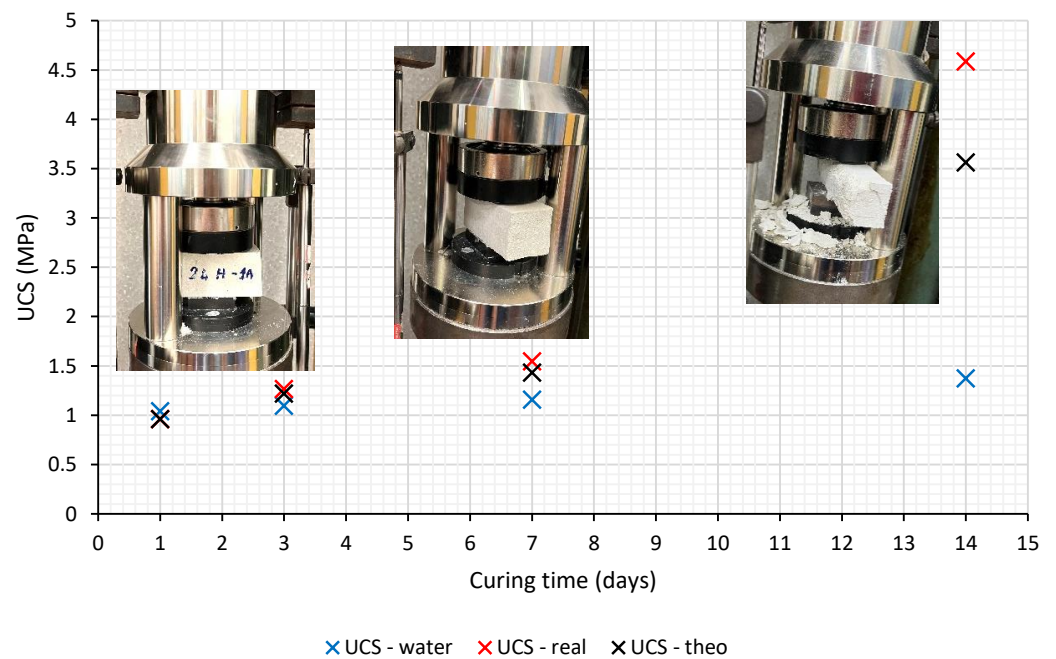 5
4.5
4
3.5
3
2.5
2
1.5
1
0.5
0
UCS (MPa)
24 H-1A
0 1 2 3 4 5 6 7 8 9 10 11 12 13 14 15
Curing time (days)
UCS - water UCS - real UCS - theo